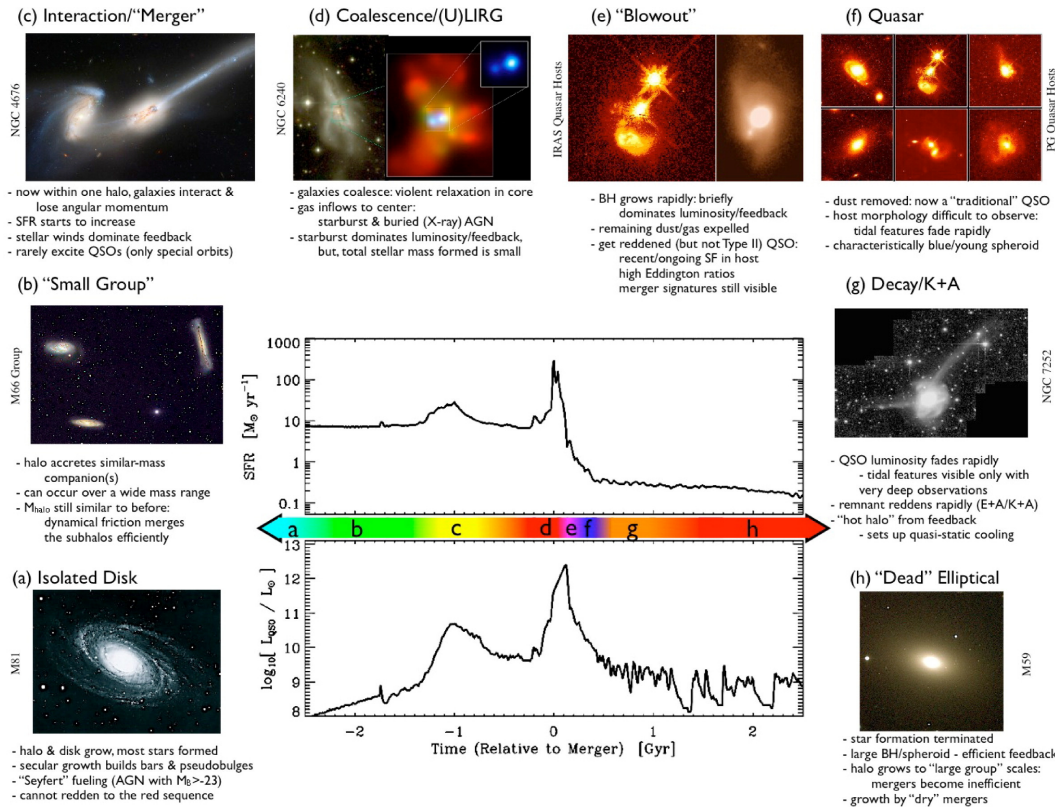 (c) Interaction/“Merger”
NGC 4676
- now within one halo, galaxies interact &
lose angular momentum
- SFR starts to increase
- stellar winds dominate feedback
- rarely excite QSOs (only special orbits)
(d) Coalescence/(U)LIRG
NGC 6240
- galaxies coalesce: violent relaxation in core
- gas inflows to center:
starburst & buried (X-ray) AGN
- starburst dominates luminosity/feedback,
but, total stellar mass formed is small
(e) “Blowout”
IRAS Quasar Hosts
- BH grows rapidly: briefly
dominates luminosity/feedback
- remaining dust/gas expelled
- get reddened (but not Type II) QSO:
recent/ongoing SF in host
high Eddington ratios
merger signatures still visible
(f) Quasar
PG Quasar Hosts
- dust removed: now a “traditional” QSO
- host morphology difficult to observe:
tidal features fade rapidly
- characteristically blue/young spheroid
(b) “Small Group”
M66 Group
- halo accretes similar-mass
companion(s)
- can occur over a wide mass range
- Mhalo still similar to before:
dynamical friction merges
the subhalos efficiently
(a) Isolated Disk
M81
- halo & disk grow, most stars formed
- secular growth builds bars & pseudobulges
- “Seyfert” fueling (AGN with MB>-23)
- cannot redden to the red sequence
SFR [M⊙ yr⁻¹]
1000
100
10
1
0.1
a b c d e f g h
log₁₀[ LQSO / L⊙ ]
13
12
11
10
9
8
-2 -1 0 1 2
Time (Relative to Merger) [Gyr]
(g) Decay/K+A
NGC 7252
- QSO luminosity fades rapidly
- tidal features visible only with
very deep observations
- remnant reddens rapidly (E+A/K+A)
- “hot halo” from feedback
- sets up quasi-static cooling
(h) “Dead” Elliptical
M59
- star formation terminated
- large BH/spheroid - efficient feedback
- halo grows to “large group” scales:
mergers become inefficient
- growth by “dry” mergers